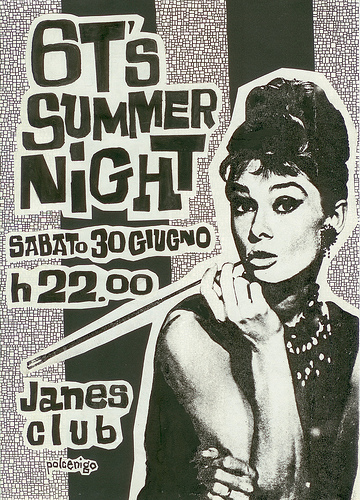 6T's
SUMMER
NIGHT
SABATO 30 GIUGNO
h 22.00
Janes
club
polcenigo